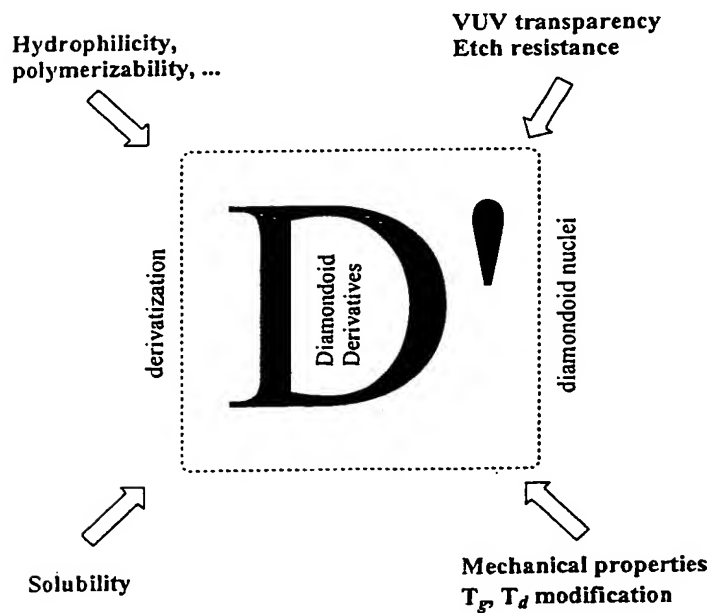 Hydrophilicity,
polymerizability, ...
VUV transparency
Etch resistance
derivatization
D'
Diamondoid
Derivatives
diamondoid nuclei
Solubility
Mechanical properties
Tg, Td modification